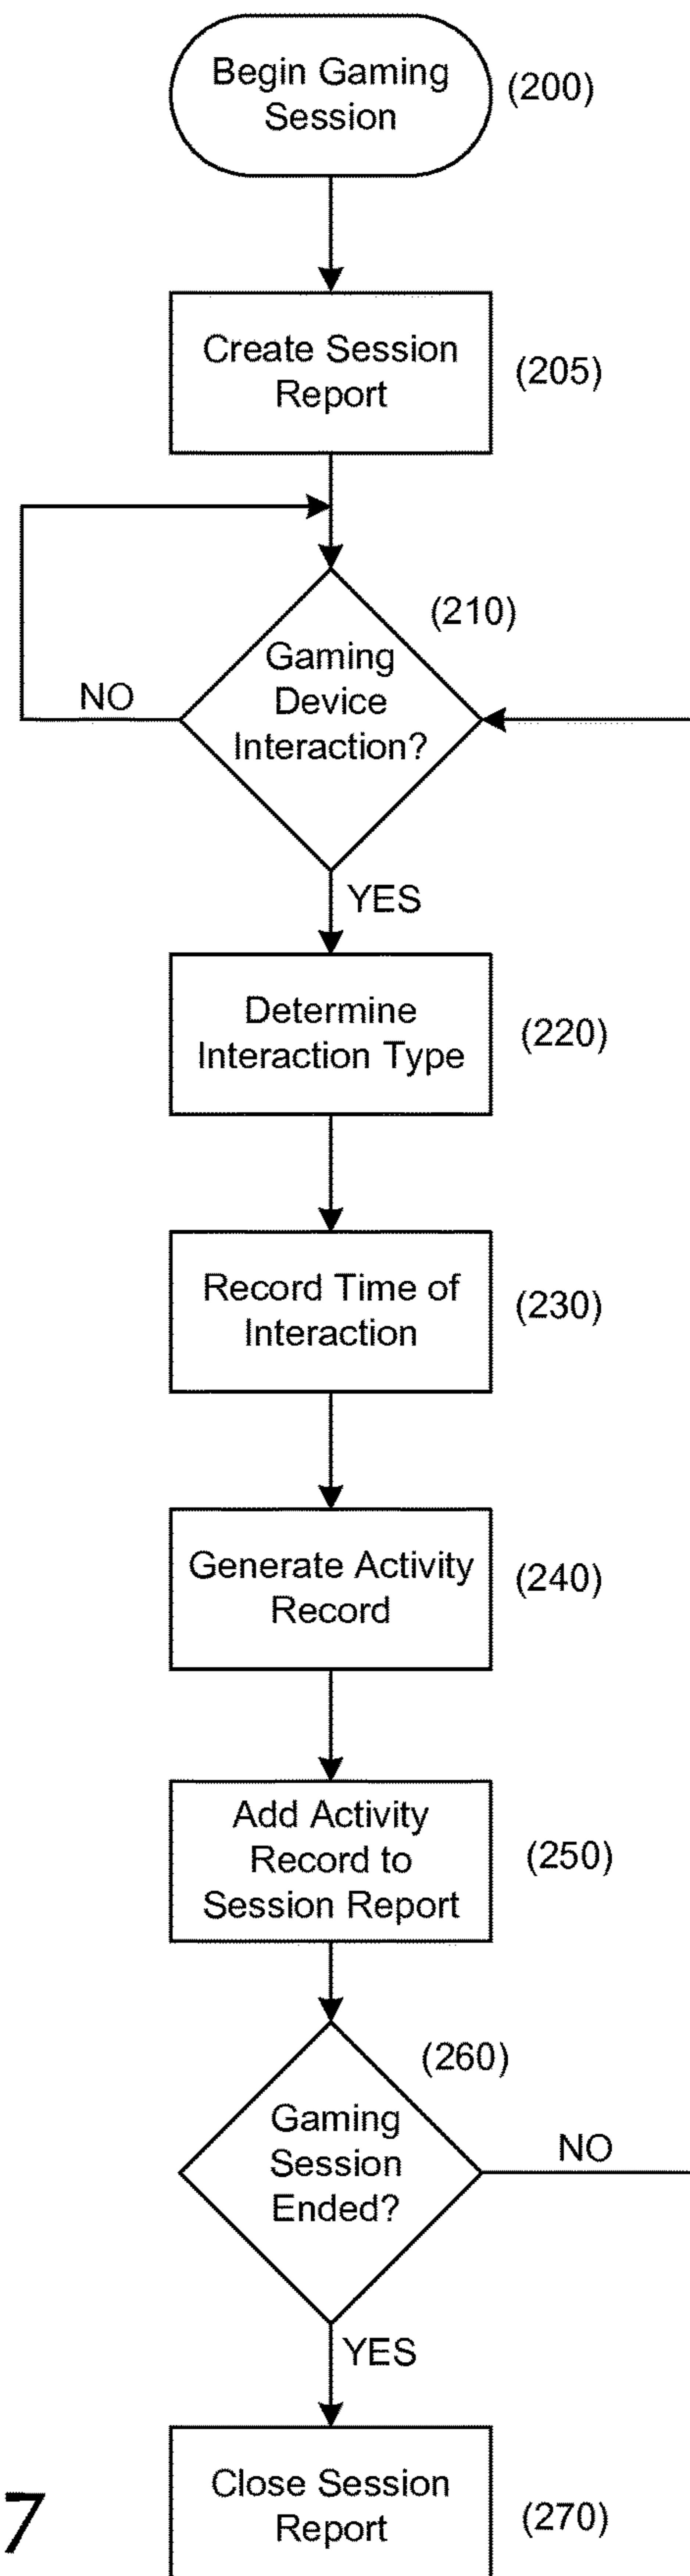 Begin Gaming
Session
(200)
Create Session
Report
(205)
(210)
Gaming
Device
Interaction?
NO
YES
Determine
Interaction Type
(220)
Record Time of
Interaction
(230)
Generate Activity
Record
(240)
Add Activity
Record to
Session Report
(250)
(260)
Gaming
Session
Ended?
NO
YES
Close Session
Report
(270)
7